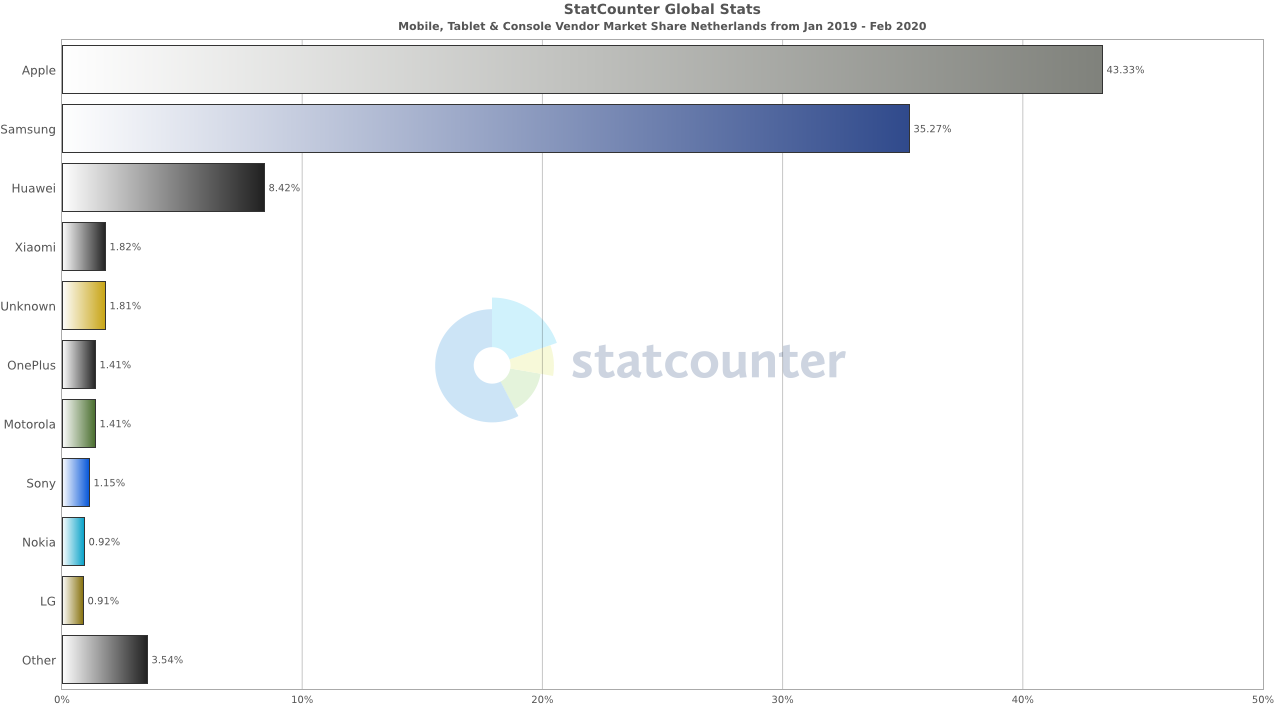 StatCounter Global Stats
Mobile, Tablet & Console Vendor Market Share Netherlands from Jan 2019 - Feb 2020
Apple 43.33%
Samsung 35.27%
Huawei 8.42%
Xiaomi 1.82%
Unknown 1.81%
OnePlus 1.41%
statcounter
Motorola 1.41%
Sony 1.15%
Nokia 0.92%
LG 0.91%
Other 3.54%
0% 10% 20% 30% 40% 50%